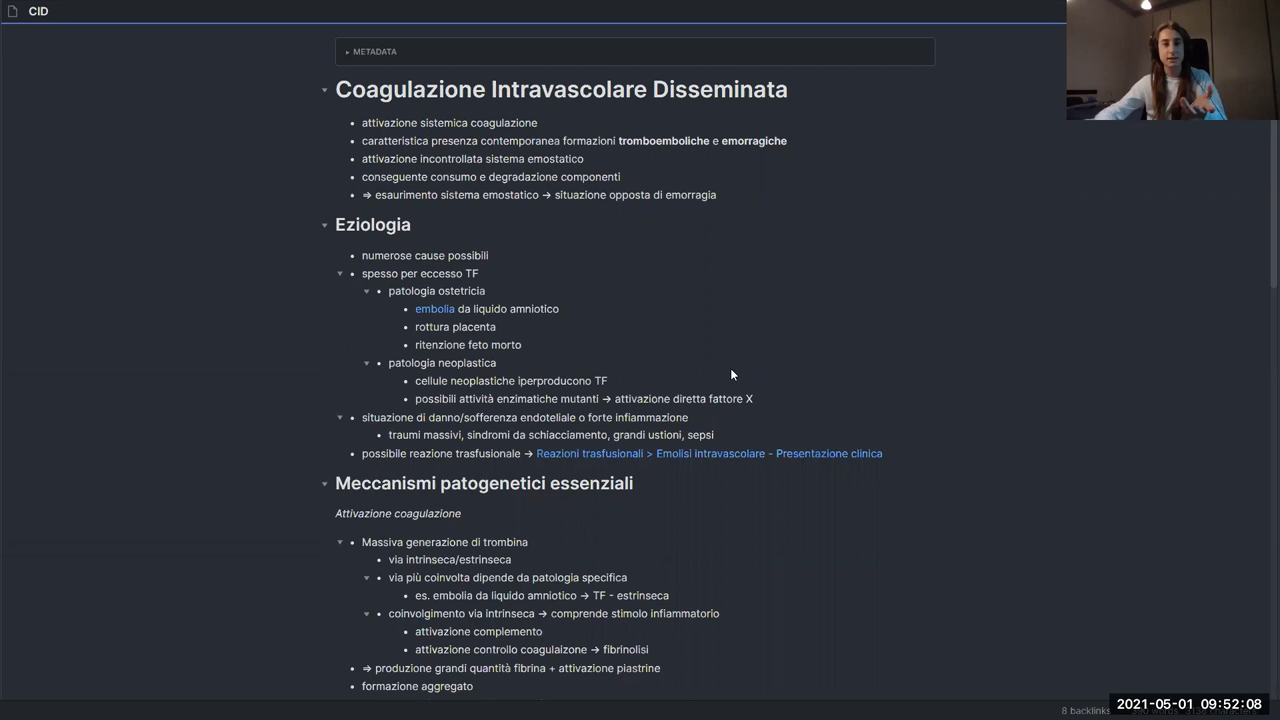 CID
METADATA
Coagulazione Intravascolare Disseminata
attivazione sistemica coagulazione
caratteristica presenza contemporanea formazioni tromboemboliche e emorragiche
attivazione incontrollata sistema emostatico
conseguente consumo e degradazione componenti
⇒ esaurimento sistema emostatico → situazione opposta di emorragia
Eziologia
numerose cause possibili
spesso per eccesso TF
patologia ostetricia
embolia da liquido amniotico
rottura placenta
ritenzione feto morto
patologia neoplastica
cellule neoplastiche iperproducono TF
possibili attività enzimatiche mutanti → attivazione diretta fattore X
situazione di danno/sofferenza endoteliale o forte infiammazione
traumi massivi, sindromi da schiacciamento, grandi ustioni, sepsi
possibile reazione trasfusionale → Reazioni trasfusionali > Emolisi intravascolare - Presentazione clinica
Meccanismi patogenetici essenziali
Attivazione coagulazione
Massiva generazione di trombina
via intrinseca/estrinseca
via più coinvolta dipende da patologia specifica
es. embolia da liquido amniotico → TF - estrinseca
coinvolgimento via intrinseca → comprende stimolo infiammatorio
attivazione complemento
attivazione controllo coagulaizone → fibrinolisi
⇒ produzione grandi quantità fibrina + attivazione piastrine
formazione aggregato
8 backlinks
2021-05-01 09:52:08